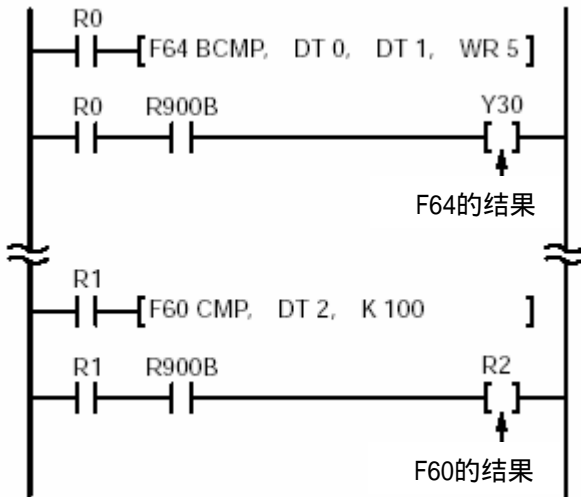 R0
[F64 BCMP, DT 0, DT 1, WR 5]
R0 R900B Y30
F64的结果
R1
[F60 CMP, DT 2, K 100 ]
R1 R900B R2
F60的结果